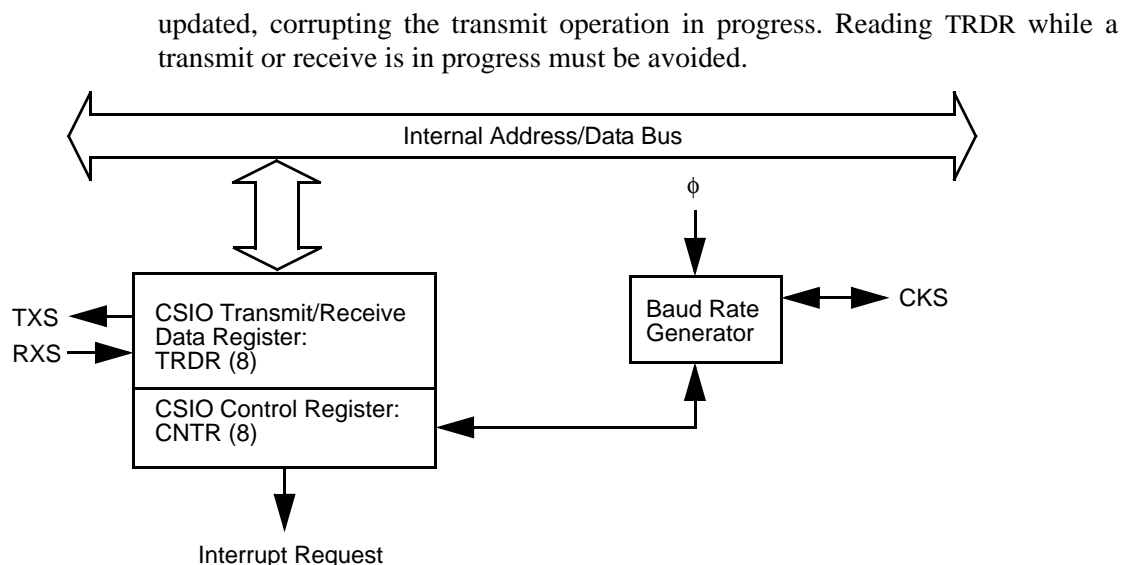 updated, corrupting the transmit operation in progress. Reading TRDR while a
transmit or receive is in progress must be avoided.
Internal Address/Data Bus
ϕ
TXS
RXS
CSIO Transmit/Receive
Data Register:
TRDR (8)
Baud Rate
Generator
CKS
CSIO Control Register:
CNTR (8)
Interrupt Request